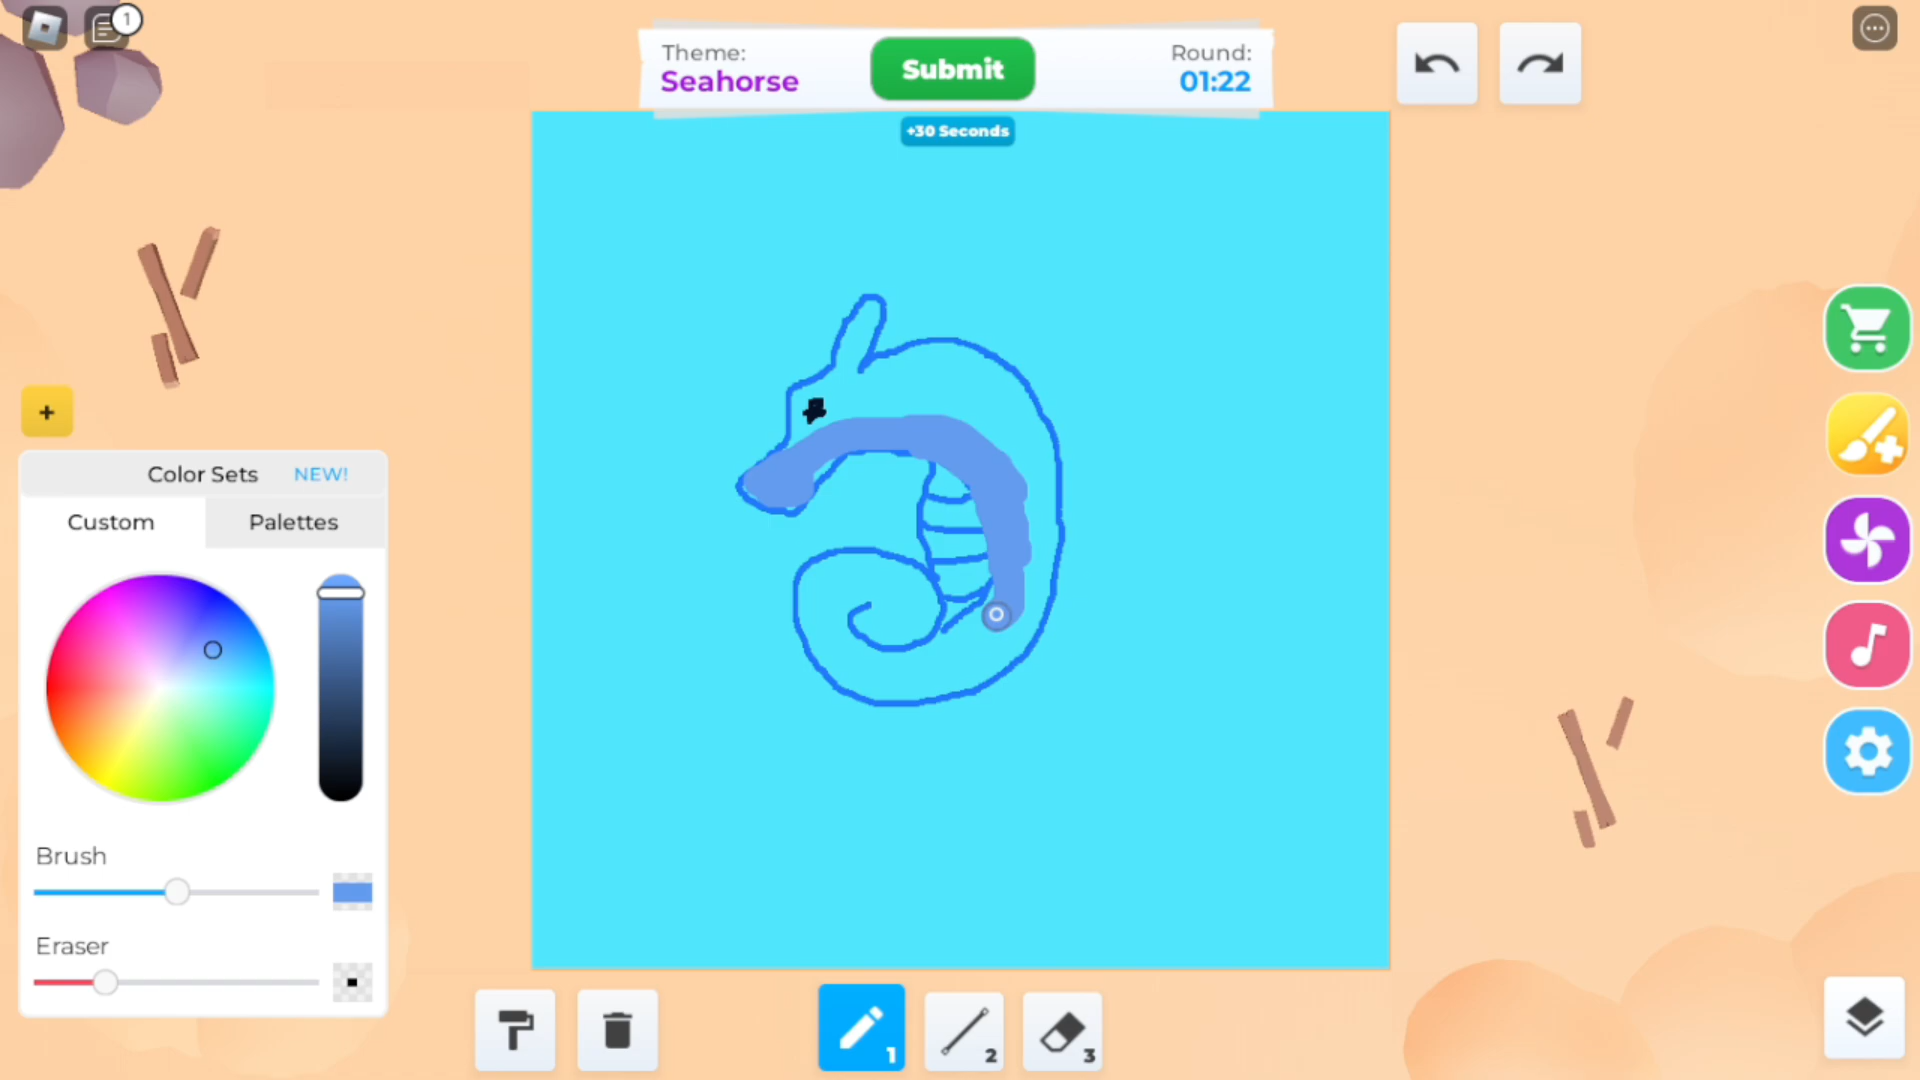 1
Theme:
Seahorse
Submit
Round:
01:22
+30 Seconds
+
Color Sets NEW!
Custom Palettes
Brush
Eraser
1 2 3